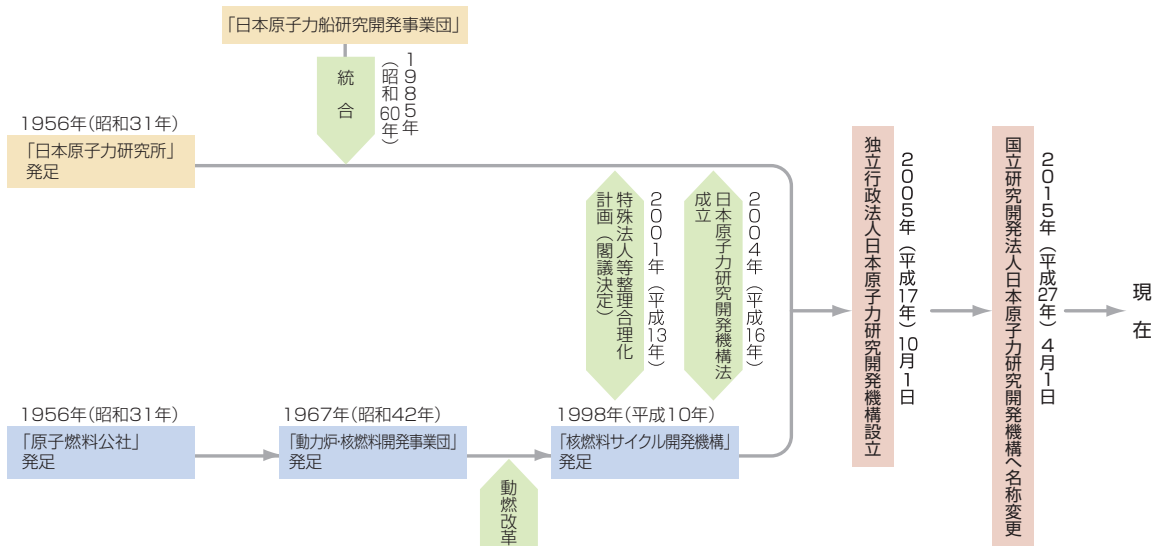 「日本原子力船研究開発事業団」
統合
1985年
(昭和60年)
1956年(昭和31年)
「日本原子力研究所」
発足
特殊法人等整理合理化
計画(閣議決定)
2001年(平成13年)
日本原子力研究開発機構法
成立
2004年(平成16年)
独立行政法人日本原子力研究開発機構設立
2005年(平成17年)10月1日
国立研究開発法人日本原子力研究開発機構へ名称変更
2015年(平成27年)4月1日
現在
1956年(昭和31年)
「原子燃料公社」
発足
1967年(昭和42年)
「動力炉・核燃料開発事業団」
発足
動燃改革
1998年(平成10年)
「核燃料サイクル開発機構」
発足